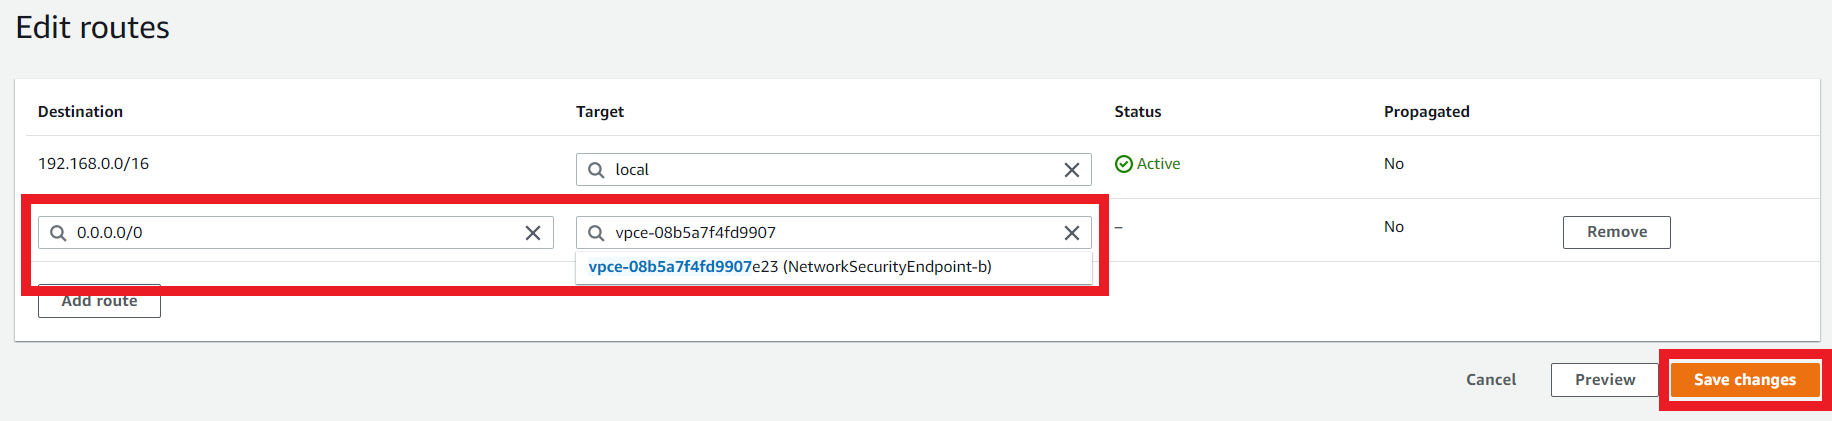 Edit routes
Destination Target Status Propagated
192.168.0.0/16 local Active No
0.0.0.0/0 vpce-08b5a7f4fd9907 – No Remove
vpce-08b5a7f4fd9907e23 (NetworkSecurityEndpoint-b)
Add route
Cancel Preview Save changes